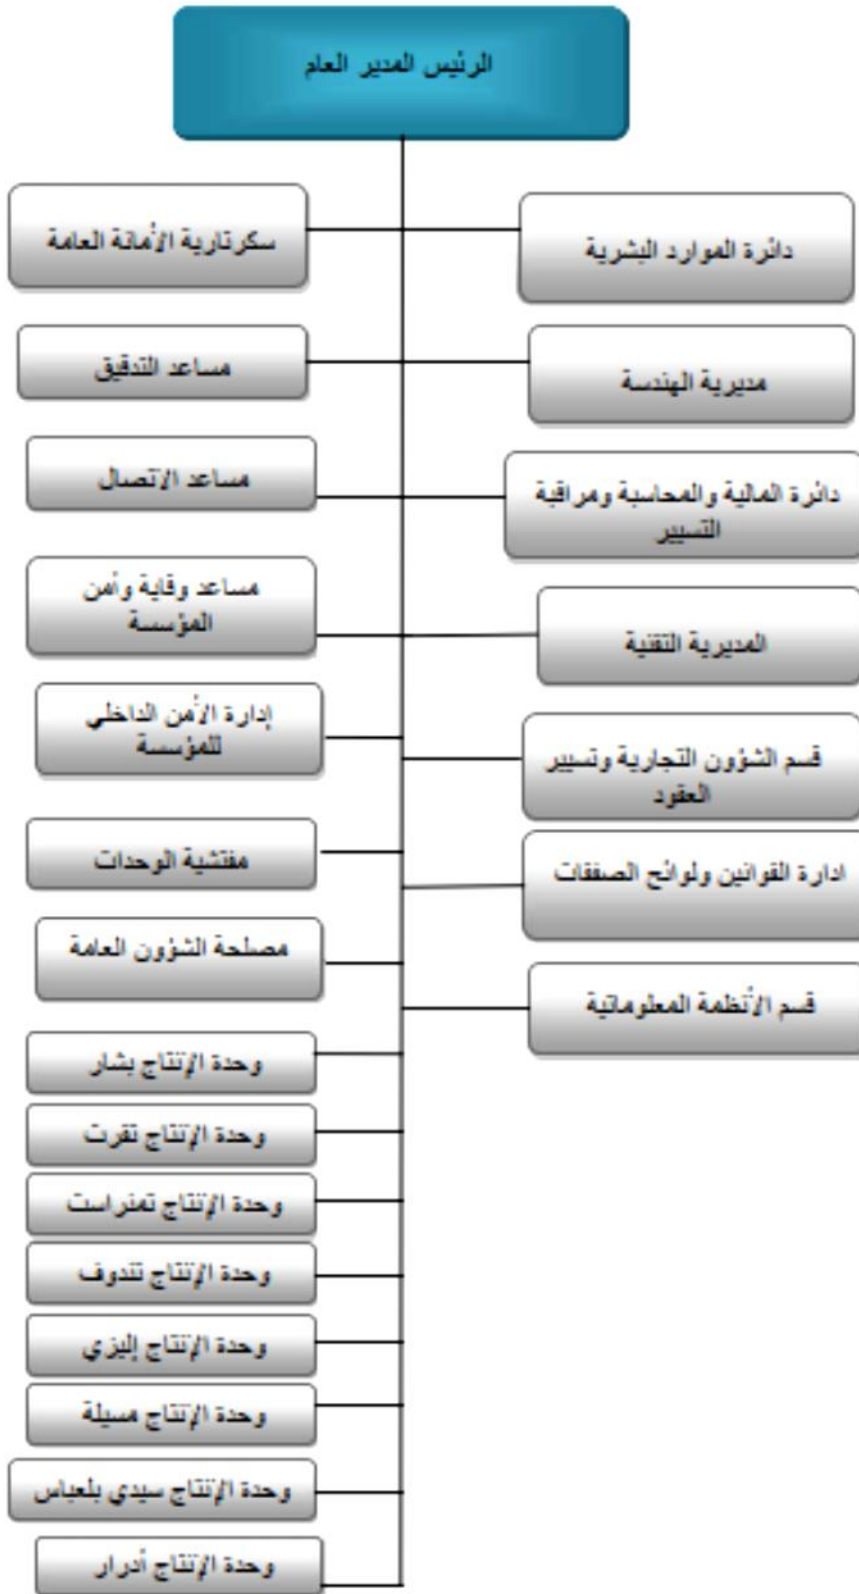 الرئيس المدير العام
دائرة الموارد البشرية
مديرية الهندسة
دائرة المالية والمحاسبة ومراقبة
التسيير
المديرية التقنية
قسم الشؤون التجارية وتسيير
العقود
ادارة القوانين ولوائح الصفقات
قسم الأنظمة المعلوماتية
سكرتارية الأمانة العامة
مساعد التدقيق
مساعد الإتصال
مساعد وقاية وأمن
المؤسسة
إدارة الأمن الداخلي
للمؤسسة
مفتشية الوحدات
مصلحة الشؤون العامة
وحدة الإنتاج بشار
وحدة الإنتاج تقرت
وحدة الإنتاج تمنراست
وحدة الإنتاج تندوف
وحدة الإنتاج إليزي
وحدة الإنتاج مسيلة
وحدة الإنتاج سيدي بلعباس
وحدة الإنتاج أدرار